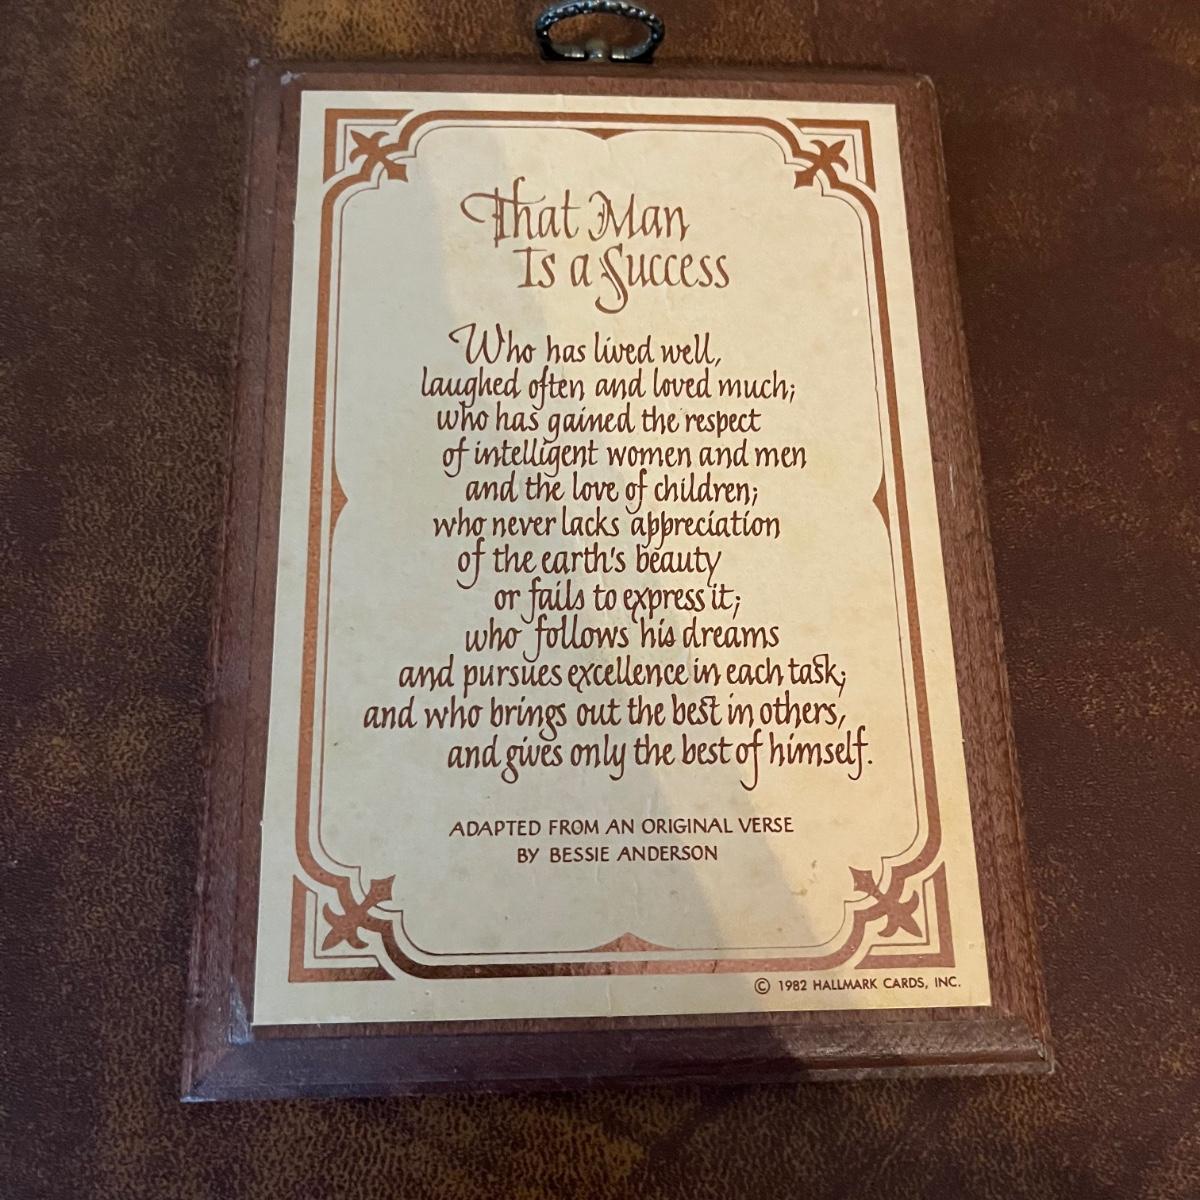 That Man
Is a Success
Who has lived well,
laughed often and loved much;
who has gained the respect
of intelligent women and men
and the love of children;
who never lacks appreciation
of the earth's beauty
or fails to express it;
who follows his dreams
and pursues excellence in each task;
and who brings out the best in others,
and gives only the best of himself.
ADAPTED FROM AN ORIGINAL VERSE
BY BESSIE ANDERSON
© 1982 HALLMARK CARDS, INC.